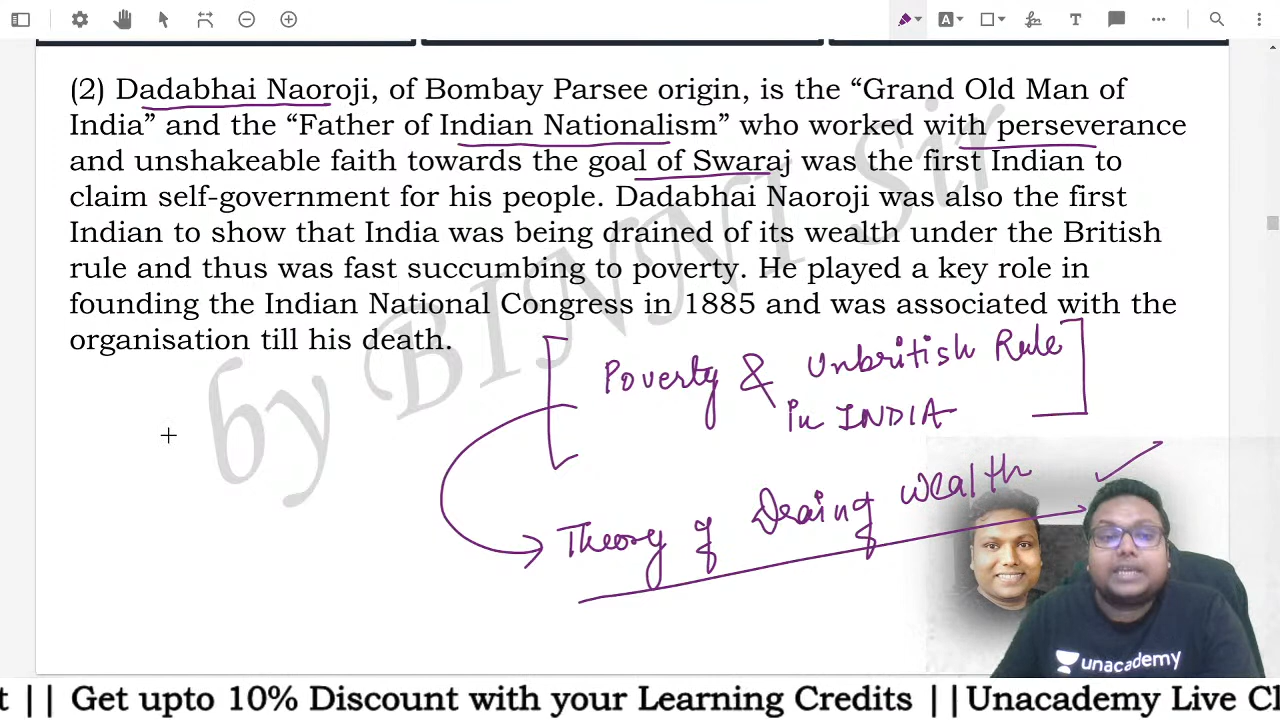 (2) Dadabhai Naoroji, of Bombay Parsee origin, is the “Grand Old Man of
India” and the “Father of Indian Nationalism” who worked with perseverance
and unshakeable faith towards the goal of Swaraj was the first Indian to
claim self-government for his people. Dadabhai Naoroji was also the first
Indian to show that India was being drained of its wealth under the British
rule and thus was fast succumbing to poverty. He played a key role in
founding the Indian National Congress in 1885 and was associated with the
organisation till his death.
by BINNI Sir
Poverty & Unbritish Rule
in INDIA
Theory of Draing Wealth
unacademy
t || Get upto 10% Discount with your Learning Credits ||Unacademy Live Cl